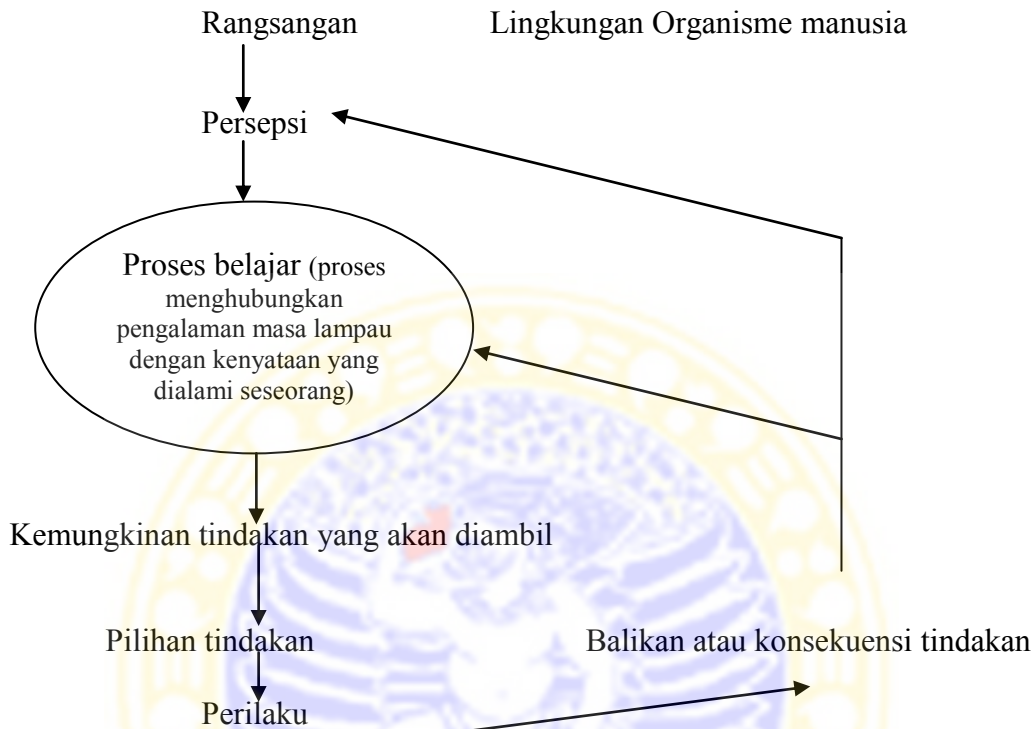 Rangsangan Lingkungan Organisme manusia
Persepsi
Proses belajar (proses
menghubungkan
pengalaman masa lampau
dengan kenyataan yang
dialami seseorang)
Kemungkinan tindakan yang akan diambil
Pilihan tindakan Balikan atau konsekuensi tindakan
Perilaku